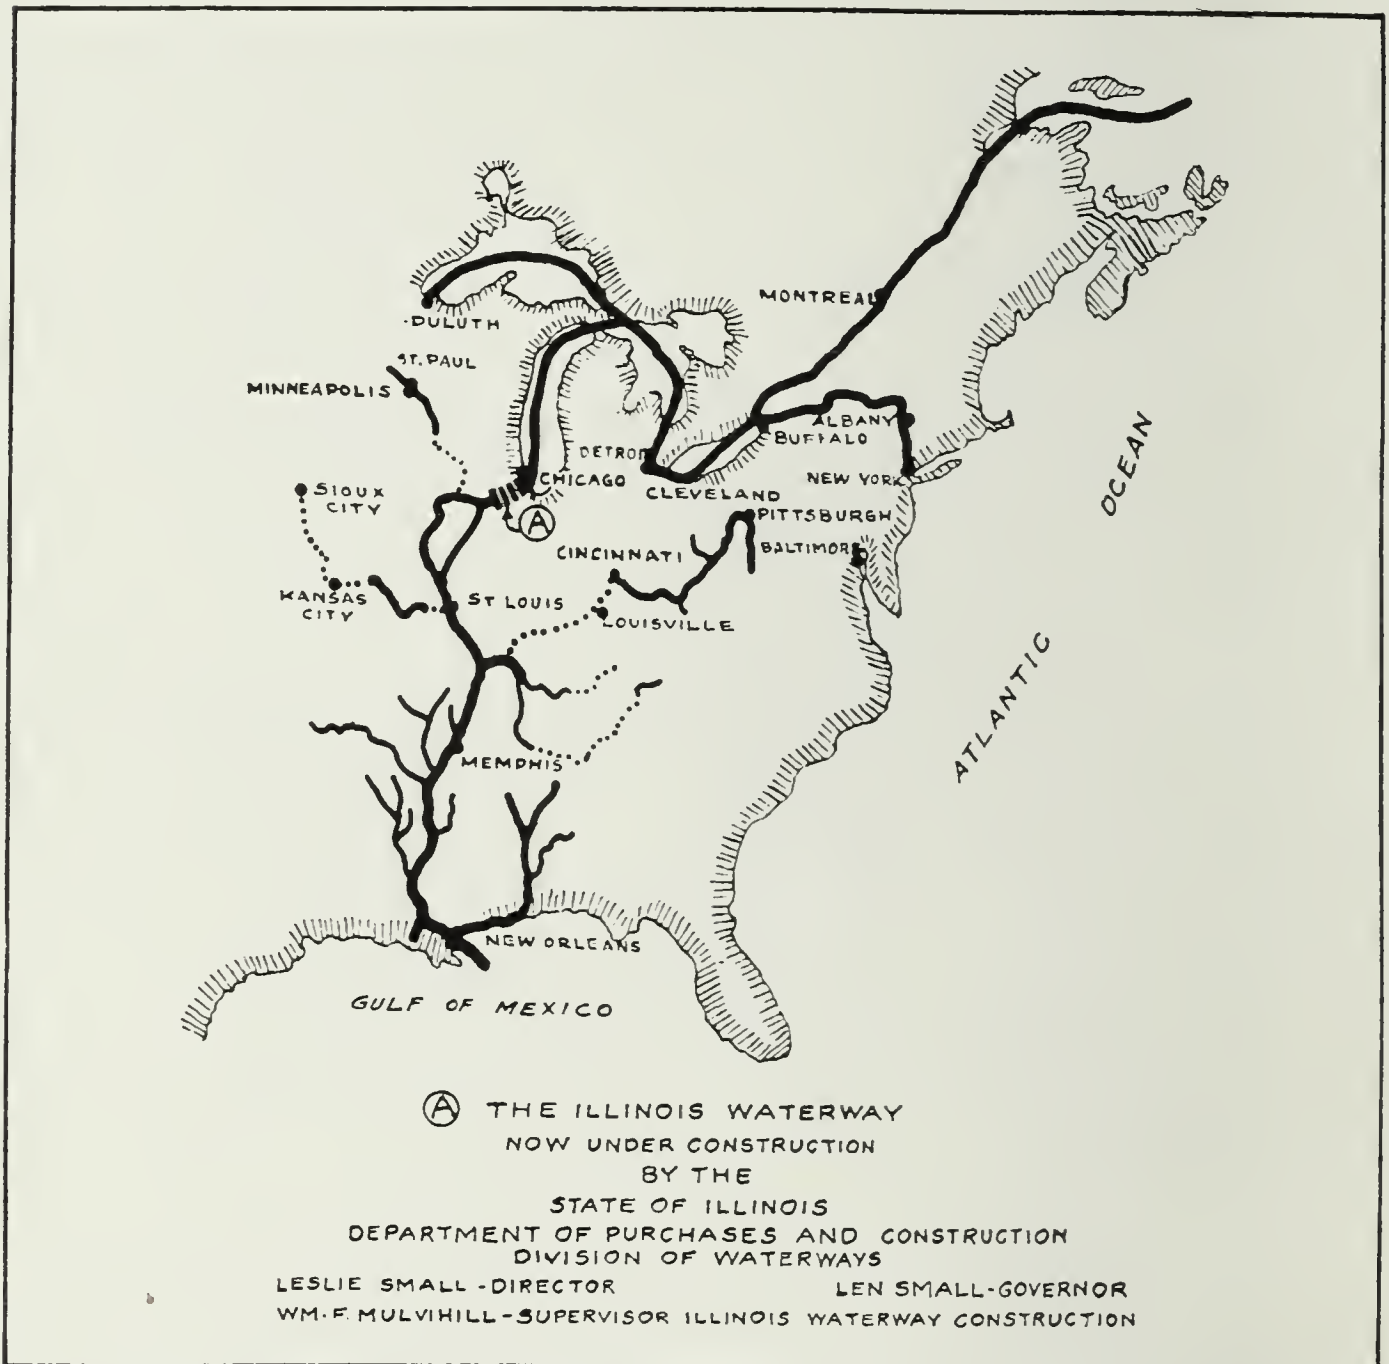 MONTREAL
DULUTH
ST. PAUL
MINNEAPOLIS
ALBANY
BUFFALO
DETROIT
CHICAGO
NEW YORK
CLEVELAND
SIOUX
CITY
PITTSBURGH
A
CINCINNATI
BALTIMORE
KANSAS
CITY
ST LOUIS
LOUISVILLE
OCEAN
ATLANTIC
MEMPHIS
NEW ORLEANS
GULF OF MEXICO
A THE ILLINOIS WATERWAY
NOW UNDER CONSTRUCTION
BY THE
STATE OF ILLINOIS
DEPARTMENT OF PURCHASES AND CONSTRUCTION
DIVISION OF WATERWAYS
LESLIE SMALL-DIRECTOR LEN SMALL-GOVERNOR
WM. F. MULVIHILL-SUPERVISOR ILLINOIS WATERWAY CONSTRUCTION